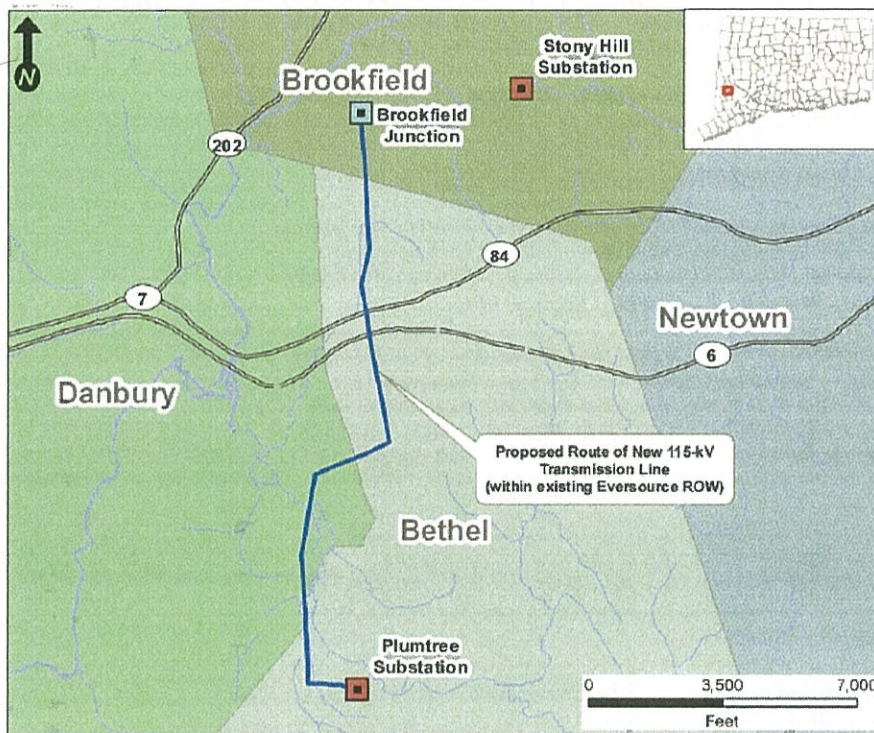 N
Brookfield
Stony Hill
Substation
Brookfield
Junction
202
84
7
Newtown
6
Danbury
Proposed Route of New 115-kV
Transmission Line
(within existing Eversource ROW)
Bethel
Plumtree
Substation
0 3,500 7,000
Feet